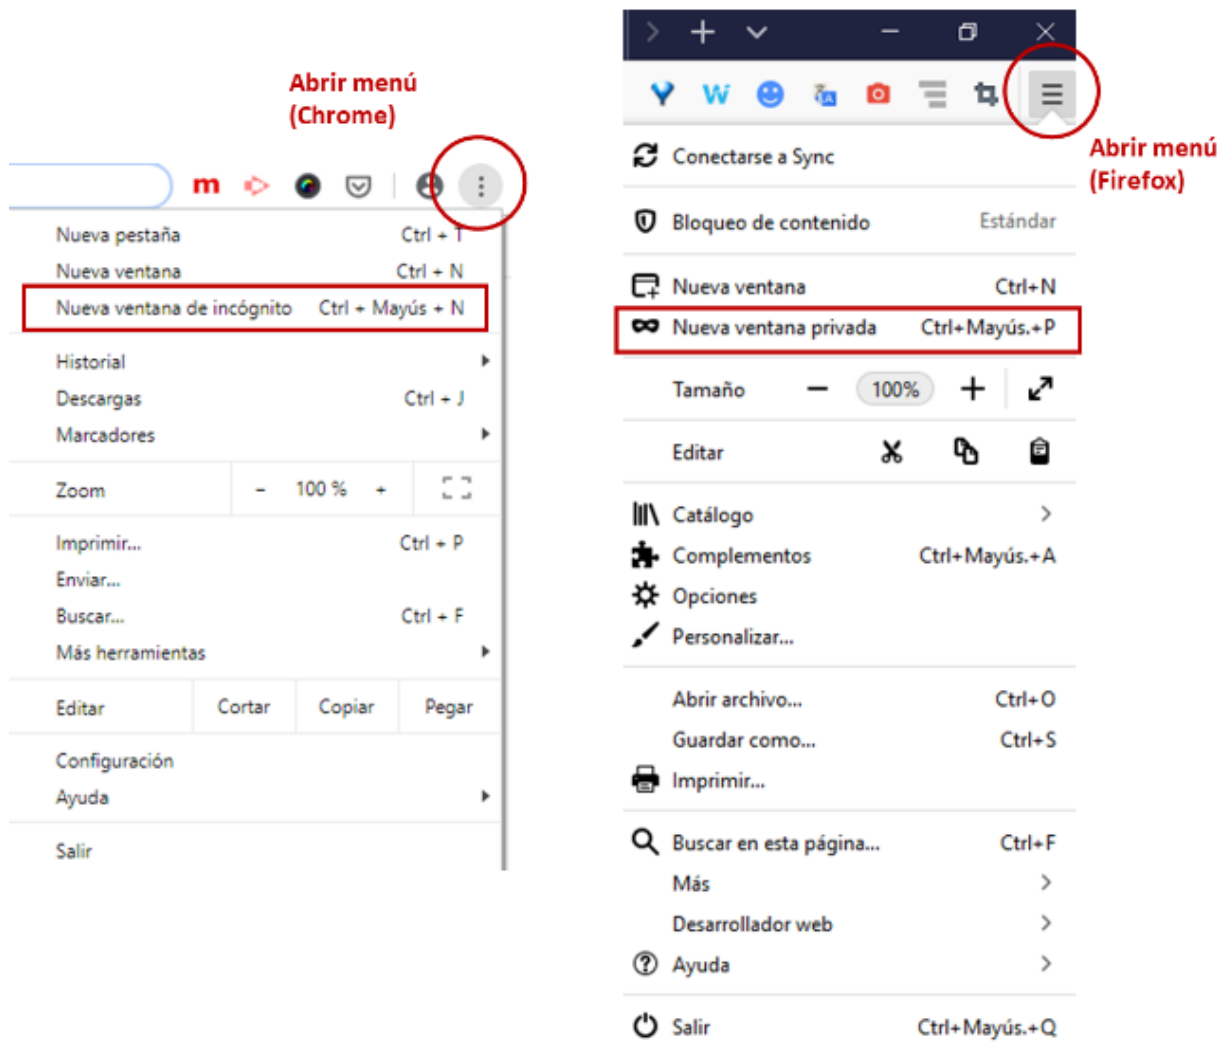 Abrir menú
(Chrome)
m
Nueva pestaña Ctrl + T
Nueva ventana Ctrl + N
Nueva ventana de incógnito Ctrl + Mayús + N
Historial
Descargas Ctrl + J
Marcadores
Zoom - 100 % +
Imprimir... Ctrl + P
Enviar...
Buscar... Ctrl + F
Más herramientas
Editar Cortar Copiar Pegar
Configuración
Ayuda
Salir
Abrir menú
(Firefox)
Conectarse a Sync
Bloqueo de contenido Estándar
Nueva ventana Ctrl+N
Nueva ventana privada Ctrl+Mayús.+P
Tamaño − 100% +
Editar
Catálogo
Complementos Ctrl+Mayús.+A
Opciones
Personalizar...
Abrir archivo... Ctrl+O
Guardar como... Ctrl+S
Imprimir...
Buscar en esta página... Ctrl+F
Más
Desarrollador web
Ayuda
Salir Ctrl+Mayús.+Q